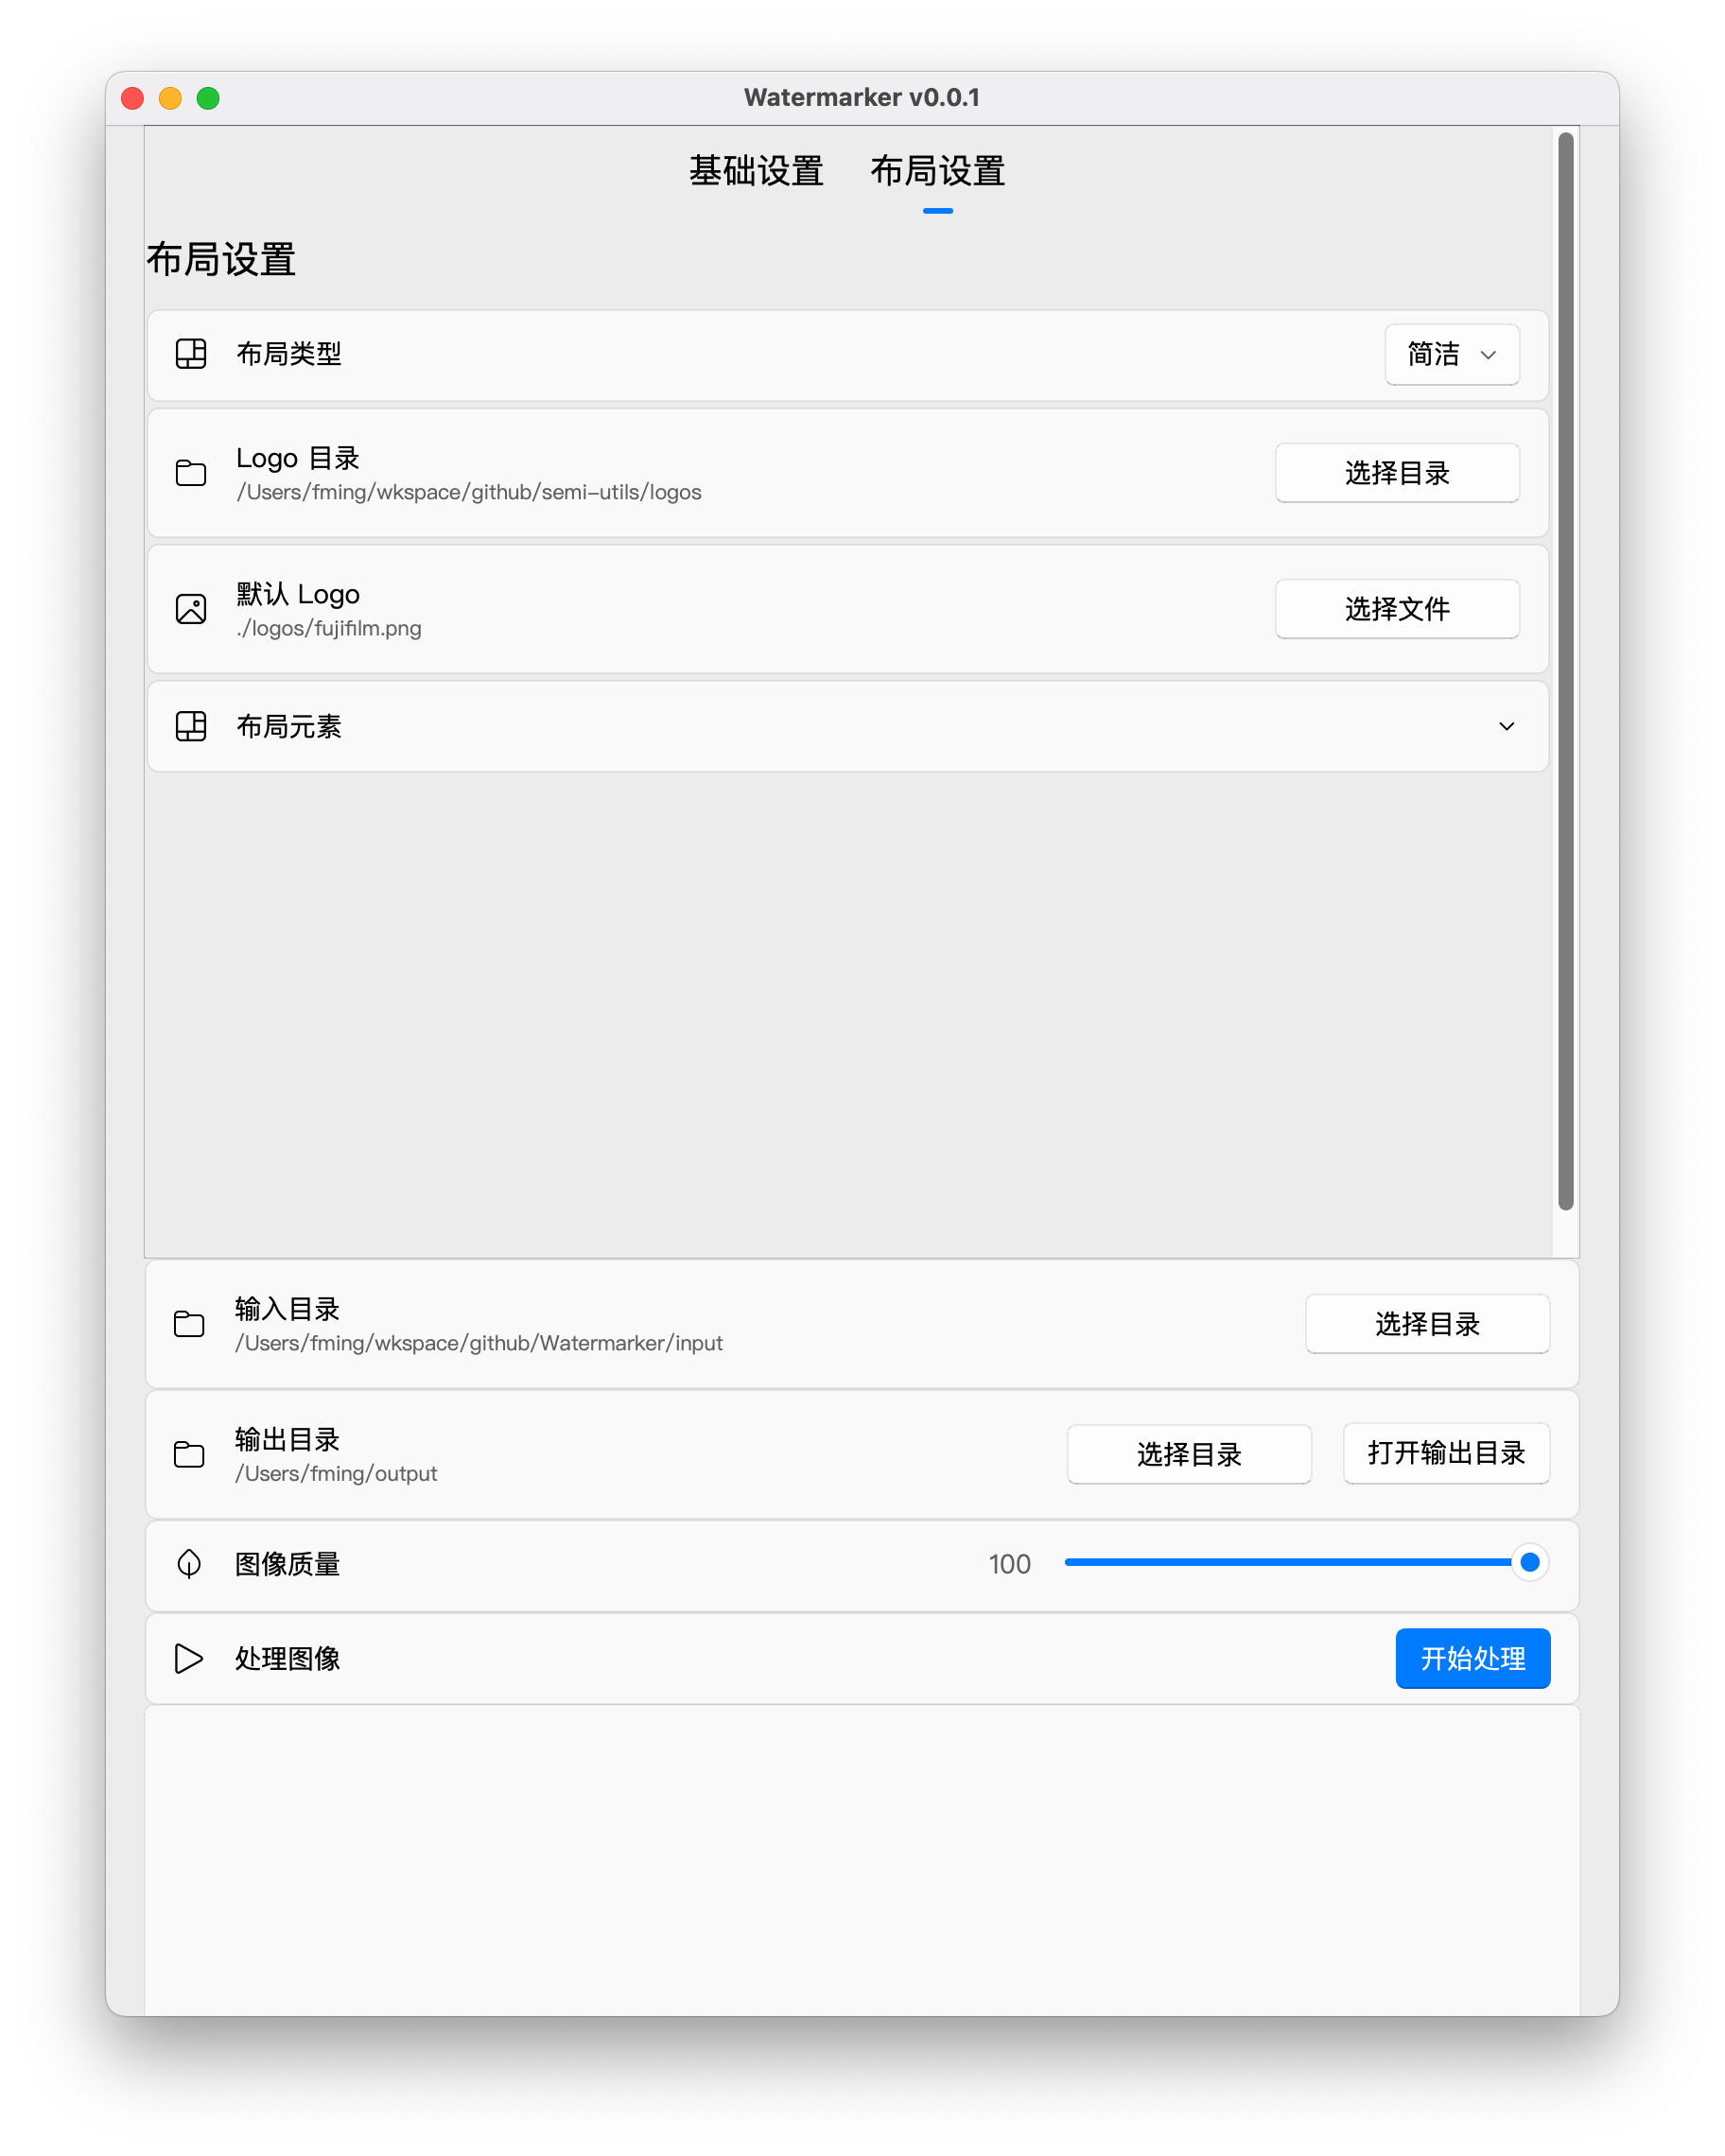 Watermarker v0.0.1
基础设置 布局设置
布局设置
布局类型 简洁
Logo 目录
/Users/fming/wkspace/github/semi-utils/logos
选择目录
默认 Logo
./logos/fujifilm.png
选择文件
布局元素
输入目录
/Users/fming/wkspace/github/Watermarker/input
选择目录
输出目录
/Users/fming/output
选择目录 打开输出目录
图像质量 100
处理图像 开始处理